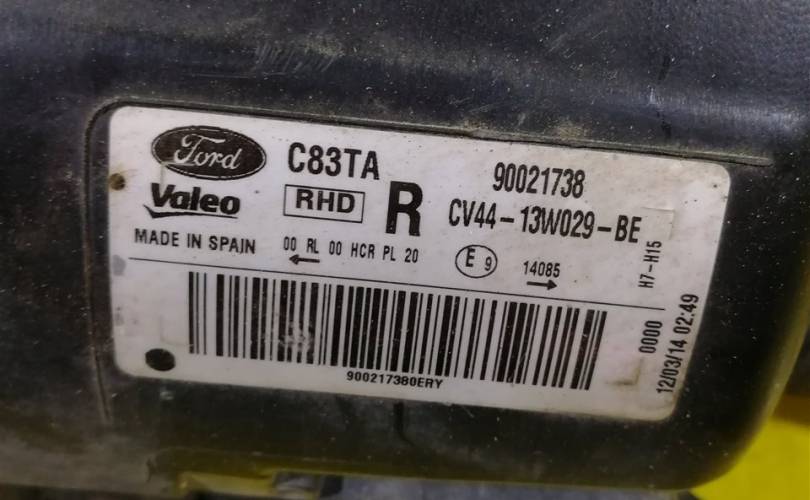 Ford
C83TA
90021738
Valeo
RHD
R
CV44-13W029-BE
MADE IN SPAIN
00 RL 00 HCR PL 20
E 9
14085
H7-H15
900217380ERY
0000
12/03/14 02:49